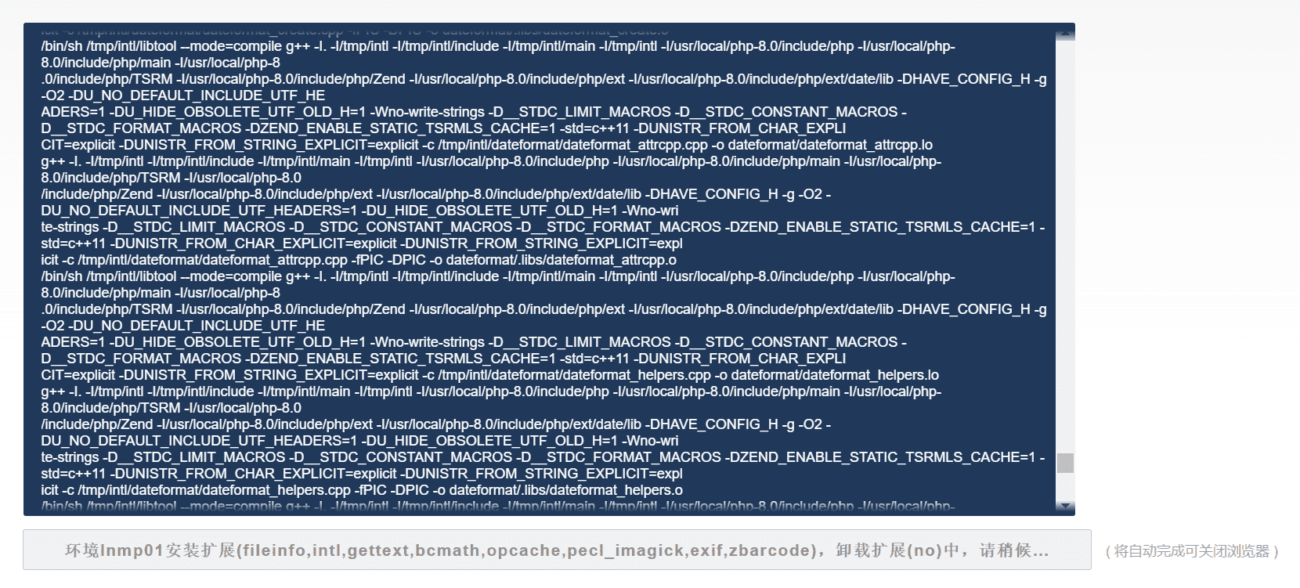 /bin/sh /tmp/intl/libtool --mode=compile g++ -I. -I/tmp/intl -I/tmp/intl/include -I/tmp/intl/main -I/tmp/intl -I/usr/local/php-8.0/include/php -I/usr/local/php-
8.0/include/php/main -I/usr/local/php-8
.0/include/php/TSRM -I/usr/local/php-8.0/include/php/Zend -I/usr/local/php-8.0/include/php/ext -I/usr/local/php-8.0/include/php/ext/date/lib -DHAVE_CONFIG_H -g
-O2 -DU_NO_DEFAULT_INCLUDE_UTF_HE
ADERS=1 -DU_HIDE_OBSOLETE_UTF_OLD_H=1 -Wno-write-strings -D__STDC_LIMIT_MACROS -D__STDC_CONSTANT_MACROS -
D__STDC_FORMAT_MACROS -DZEND_ENABLE_STATIC_TSRMLS_CACHE=1 -std=c++11 -DUNISTR_FROM_CHAR_EXPLI
CIT=explicit -DUNISTR_FROM_STRING_EXPLICIT=explicit -c /tmp/intl/dateformat/dateformat_attrcpp.cpp -o dateformat/dateformat_attrcpp.lo
g++ -I. -I/tmp/intl -I/tmp/intl/include -I/tmp/intl/main -I/tmp/intl -I/usr/local/php-8.0/include/php -I/usr/local/php-8.0/include/php/main -I/usr/local/php-
8.0/include/php/TSRM -I/usr/local/php-8.0
/include/php/Zend -I/usr/local/php-8.0/include/php/ext -I/usr/local/php-8.0/include/php/ext/date/lib -DHAVE_CONFIG_H -g -O2 -
DU_NO_DEFAULT_INCLUDE_UTF_HEADERS=1 -DU_HIDE_OBSOLETE_UTF_OLD_H=1 -Wno-wri
te-strings -D__STDC_LIMIT_MACROS -D__STDC_CONSTANT_MACROS -D__STDC_FORMAT_MACROS -DZEND_ENABLE_STATIC_TSRMLS_CACHE=1 -
std=c++11 -DUNISTR_FROM_CHAR_EXPLICIT=explicit -DUNISTR_FROM_STRING_EXPLICIT=expl
icit -c /tmp/intl/dateformat/dateformat_attrcpp.cpp -fPIC -DPIC -o dateformat/.libs/dateformat_attrcpp.o
/bin/sh /tmp/intl/libtool --mode=compile g++ -I. -I/tmp/intl -I/tmp/intl/include -I/tmp/intl/main -I/tmp/intl -I/usr/local/php-8.0/include/php -I/usr/local/php-
8.0/include/php/main -I/usr/local/php-8
.0/include/php/TSRM -I/usr/local/php-8.0/include/php/Zend -I/usr/local/php-8.0/include/php/ext -I/usr/local/php-8.0/include/php/ext/date/lib -DHAVE_CONFIG_H -g
-O2 -DU_NO_DEFAULT_INCLUDE_UTF_HE
ADERS=1 -DU_HIDE_OBSOLETE_UTF_OLD_H=1 -Wno-write-strings -D__STDC_LIMIT_MACROS -D__STDC_CONSTANT_MACROS -
D__STDC_FORMAT_MACROS -DZEND_ENABLE_STATIC_TSRMLS_CACHE=1 -std=c++11 -DUNISTR_FROM_CHAR_EXPLI
CIT=explicit -DUNISTR_FROM_STRING_EXPLICIT=explicit -c /tmp/intl/dateformat/dateformat_helpers.cpp -o dateformat/dateformat_helpers.lo
g++ -I. -I/tmp/intl -I/tmp/intl/include -I/tmp/intl/main -I/tmp/intl -I/usr/local/php-8.0/include/php -I/usr/local/php-8.0/include/php/main -I/usr/local/php-
8.0/include/php/TSRM -I/usr/local/php-8.0
/include/php/Zend -I/usr/local/php-8.0/include/php/ext -I/usr/local/php-8.0/include/php/ext/date/lib -DHAVE_CONFIG_H -g -O2 -
DU_NO_DEFAULT_INCLUDE_UTF_HEADERS=1 -DU_HIDE_OBSOLETE_UTF_OLD_H=1 -Wno-wri
te-strings -D__STDC_LIMIT_MACROS -D__STDC_CONSTANT_MACROS -D__STDC_FORMAT_MACROS -DZEND_ENABLE_STATIC_TSRMLS_CACHE=1 -
std=c++11 -DUNISTR_FROM_CHAR_EXPLICIT=explicit -DUNISTR_FROM_STRING_EXPLICIT=expl
icit -c /tmp/intl/dateformat/dateformat_helpers.cpp -fPIC -DPIC -o dateformat/.libs/dateformat_helpers.o
/bin/sh /tmp/intl/libtool --mode=compile g++ -I. -I/tmp/intl -I/tmp/intl/include -I/tmp/intl/main -I/tmp/intl -I/usr/local/php-8.0/include/php -I/usr/local/php-
环境lnmp01安装扩展(fileinfo,intl,gettext,bcmath,opcache,pecl_imagick,exif,zbarcode)，卸载扩展(no)中，请稍候...
(将自动完成可关闭浏览器)